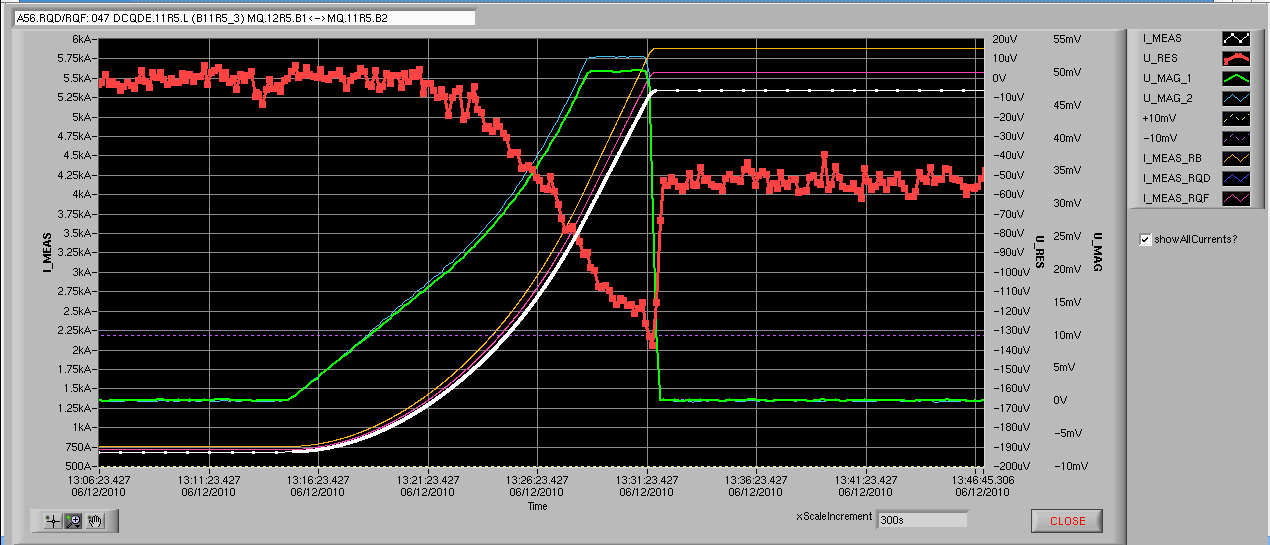 A56.RQD/RQF: 047 DCQDE.11R5.L (B11R5_3) MQ.12R5.B1<->MQ.11R5.B2
6kA
5.75kA
5.5kA
5.25kA
5kA
4.75kA
4.5kA
4.25kA
4kA
3.75kA
3.5kA
3.25kA
3kA
2.75kA
2.5kA
2.25kA
2kA
1.75kA
1.5kA
1.25kA
1kA
750A
500A
I_MEAS
20uV
10uV
0V
-10uV
-20uV
-30uV
-40uV
-50uV
-60uV
-70uV
-80uV
-90uV
-100uV
-110uV
-120uV
-130uV
-140uV
-150uV
-160uV
-170uV
-180uV
-190uV
-200uV
U_RES
55mV
50mV
45mV
40mV
35mV
30mV
25mV
20mV
15mV
10mV
5mV
0V
-5mV
-10mV
U_MAG
13:06:23.427 13:11:23.427 13:16:23.427 13:21:23.427 13:26:23.427 13:31:23.427 13:36:23.427 13:41:23.427 13:46:45.306
06/12/2010 06/12/2010 06/12/2010 06/12/2010 06/12/2010 06/12/2010 06/12/2010 06/12/2010 06/12/2010
Time
xScaleIncrement 300s
CLOSE
I_MEAS
U_RES
U_MAG_1
U_MAG_2
+10mV
-10mV
I_MEAS_RB
I_MEAS_RQD
I_MEAS_RQF
showAllCurrents?